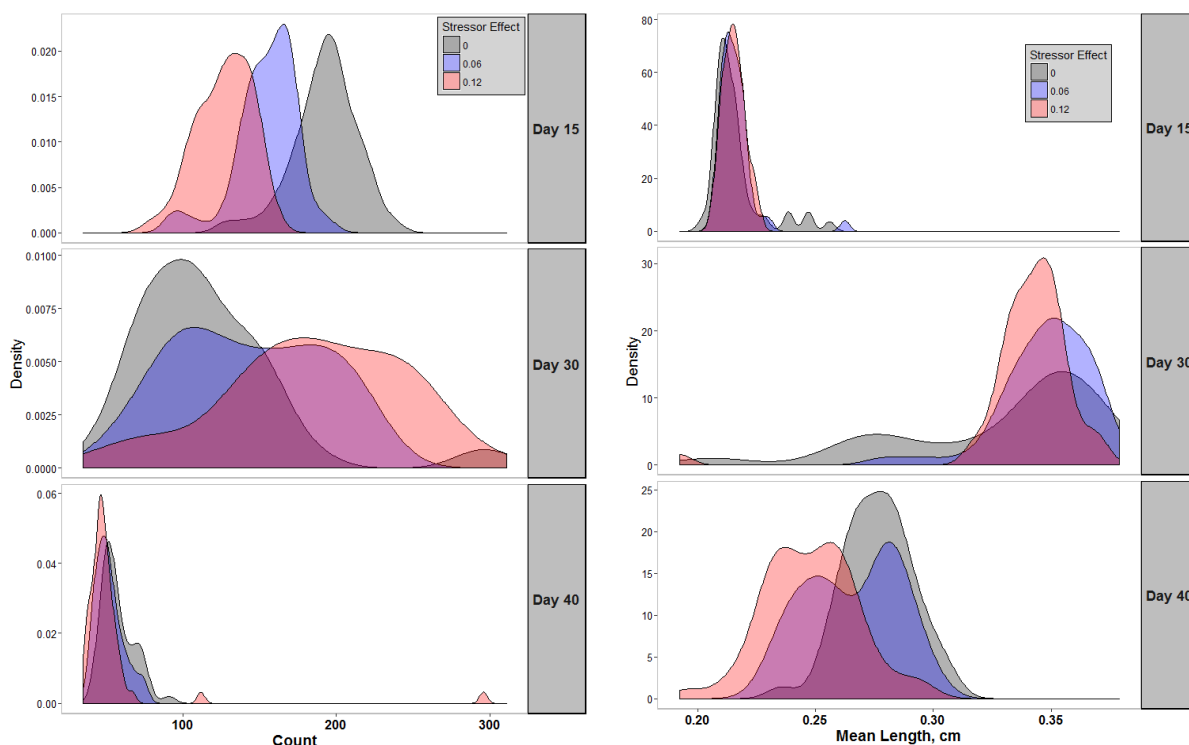 Stressor Effect
0
0.06
0.12
0.020
0.015
0.010
0.005
0.000
Day 15
0.0100
0.0075
0.0050
0.0025
0.0000
Day 30
0.06
0.04
0.02
0.00
Day 40
Density
100 200 300
Count
Stressor Effect
0
0.06
0.12
80
60
40
20
0
Day 15
30
20
10
0
Day 30
25
20
15
10
5
0
Day 40
Density
0.20 0.25 0.30 0.35
Mean Length, cm